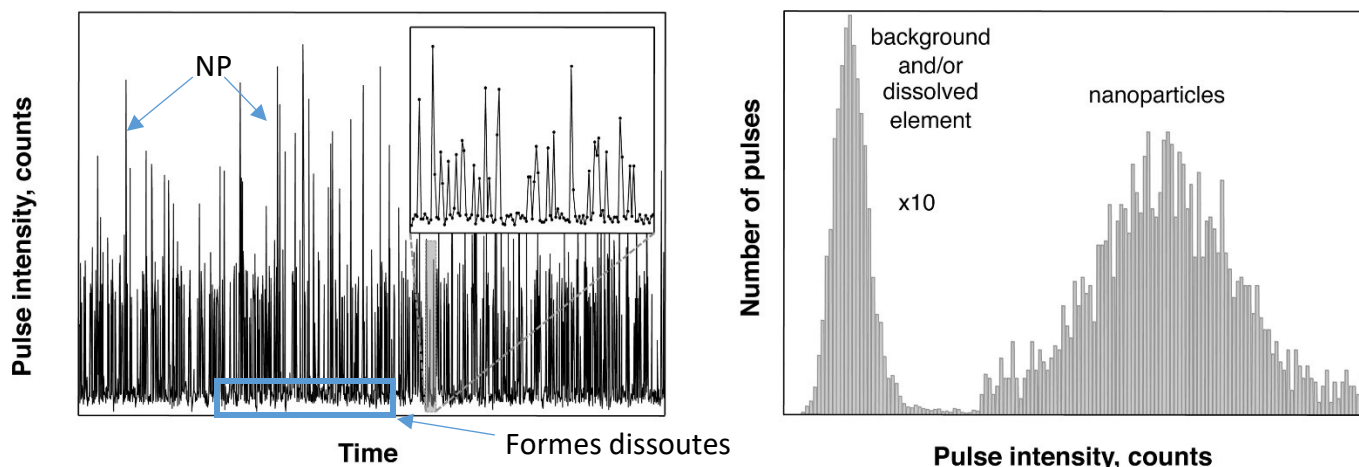 NP
Pulse intensity, counts
Formes dissoutes
Time
background
and/or
dissolved
element
x10
nanoparticles
Number of pulses
Pulse intensity, counts